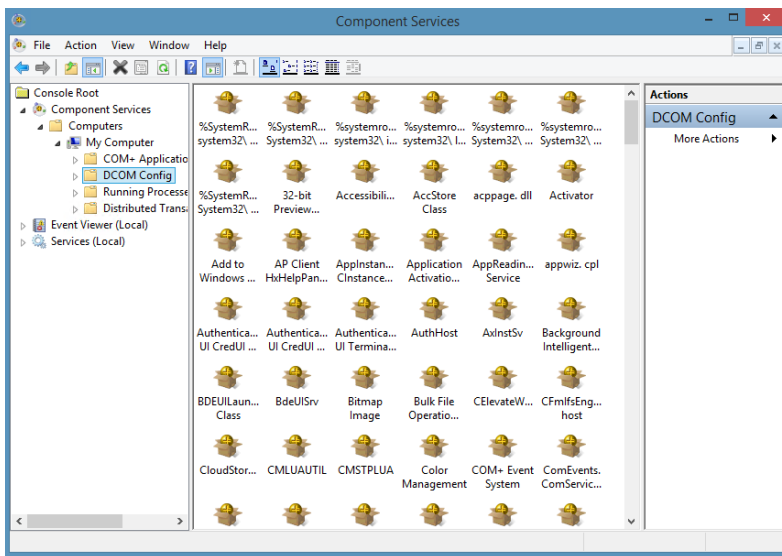 Component Services
File Action View Window Help
Console Root
Component Services
Computers
My Computer
COM+ Applicatio
DCOM Config
Running Processe
Distributed Trans
Event Viewer (Local)
Services (Local)
%SystemR... %SystemR... %systemro... %systemro... %systemro... %systemro...
system32\ ... System32\ ... system32\ i... system32\ l... System32\ ... System32\ ...
%SystemR... 32-bit Accessibili... AccStore acppage. dll Activator
System32\ ... Preview... Class
Add to AP Client AppInstan... Application AppReadin... appwiz. cpl
Windows ... HxHelpPan... CInstance... Activatio... Service
Authentica... Authentica... Authentica... AuthHost AxInstSv Background
UI CredUI ... UI CredUI ... UI Termina... Intelligent...
BDEUILaun... BdeUISrv Bitmap Bulk File CElevateW... CFmIfsEng...
Class Image Operatio... host
CloudStor... CMLUAUTIL CMSTPLUA Color COM+ Event ComEvents.
Management System ComServic...
Actions
DCOM Config
More Actions